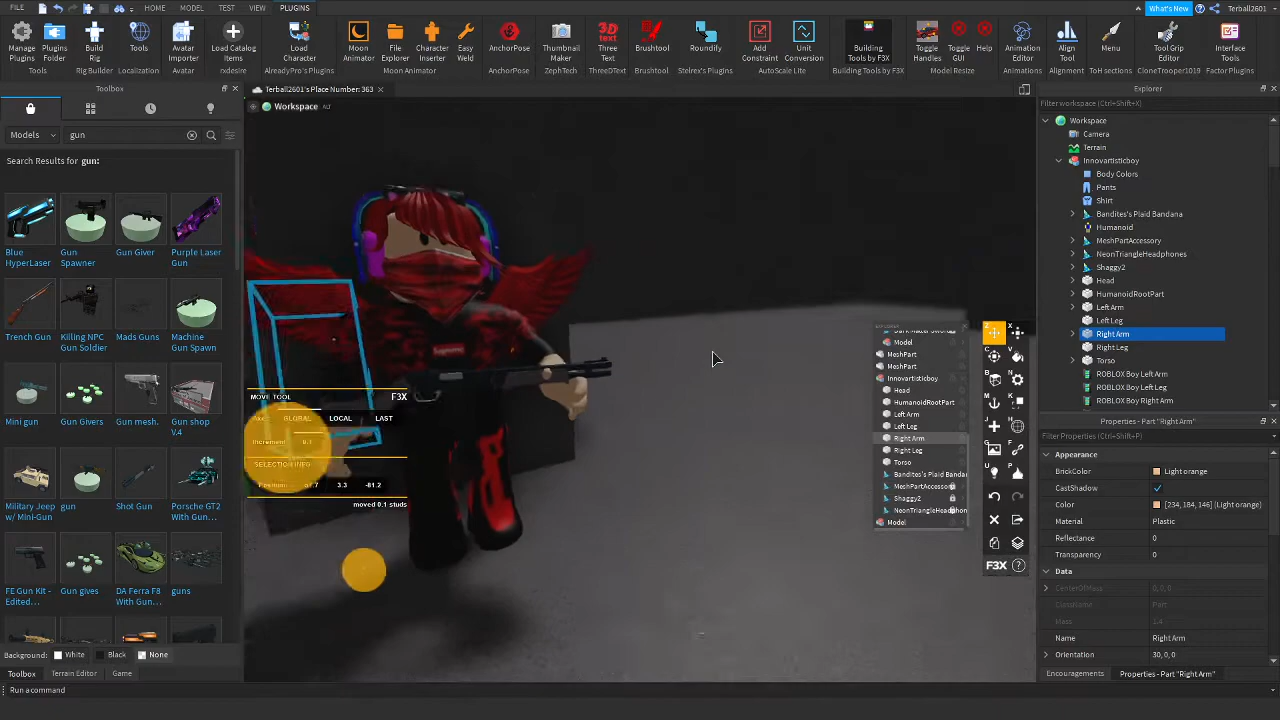 FILE HOME MODEL TEST VIEW PLUGINS What's New Terball2601
Manage Plugins Plugins Folder Build Rig Tools Avatar Importer Load Catalog Items Load Character Moon Animator File Explorer Character Inserter Easy Weld AnchorPose Thumbnail Maker Three Text Brushtool Roundify Add Constraint Unit Conversion Building Tools by F3X Toggle Handles Toggle GUI Help Animation Editor Align Tool Menu Tool Grip Editor Interface Tools
Tools Rig Builder Localization Avatar rxdesire AlreadyPro's Plugins Moon Animator AnchorPose ZephTech ThreeDText Brushtool Stelrex's Plugins AutoScale Lite Building Tools by F3X Model Resize Animations Alignment ToH sections CloneTrooper1019 Factor Plugins
Toolbox
Terball2601's Place Number: 363
Workspace ALT
Models gun
Search Results for gun:
Blue HyperLaser
Gun Spawner
Gun Giver
Purple Laser Gun
Trench Gun
Killing NPC Gun Soldier
Mads guns
Machine Gun Spawn
Mini gun
Gun Givers
Gun mesh.
Gun shop V.4
Military Jeep w/ Mini-Gun
gun
Shot Gun
Porsche GT2 With Gun...
FE Gun Kit - Edited...
Gun gives
DA Ferra F8 With Gun...
guns
Background: White Black None
Toolbox Terrain Editor Game
Run a command
MOVE TOOL F3X
Axes GLOBAL LOCAL LAST
Increment 0.1
SELECTION INFO
3.3 -81.2
moved 0.1 studs
Supreme
Model
MeshPart
MeshPart
Innovartisticboy
Head
HumanoidRootPart
Left Arm
Left Leg
Right Arm
Right Leg
Torso
Bandites's Plaid Bandan
MeshPartAccessory
Shaggy2
NeonTriangleHeadphon
Model
Z X
C V
B G
N K
M J
J H
G F
U P
F3X ?
Explorer
Filter workspace (Ctrl+Shift+X)
Workspace
Camera
Terrain
Innovartisticboy
Body Colors
Pants
Shirt
Bandites's Plaid Bandana
Humanoid
MeshPartAccessory
NeonTriangleHeadphones
Shaggy2
Head
HumanoidRootPart
Left Arm
Left Leg
Right Arm
Right Leg
Torso
ROBLOX Boy Left Arm
ROBLOX Boy Left Leg
ROBLOX Boy Right Arm
Properties - Part "Right Arm"
Filter Properties (Ctrl+Shift+P)
Appearance
BrickColor Light orange
CastShadow
Color [234, 184, 146] (Light orange)
Material Plastic
Reflectance 0
Transparency 0
Data
CenterOfMass 0, 0, 0
ClassName Part
Mass 1.4
Name Right Arm
Orientation 30, 0, 0
Encouragements Properties - Part "Right Arm"